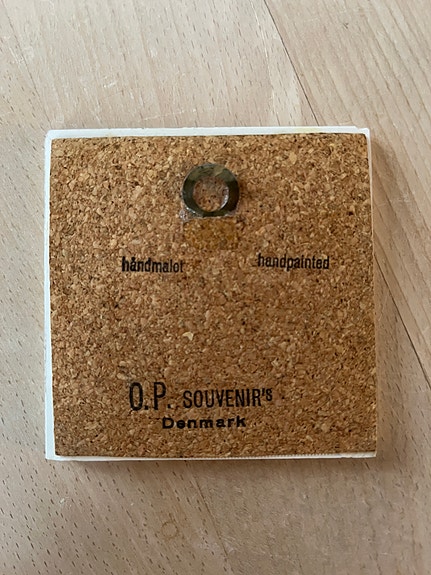 håndmalet handpainted
O.P. SOUVENIR'S
Denmark